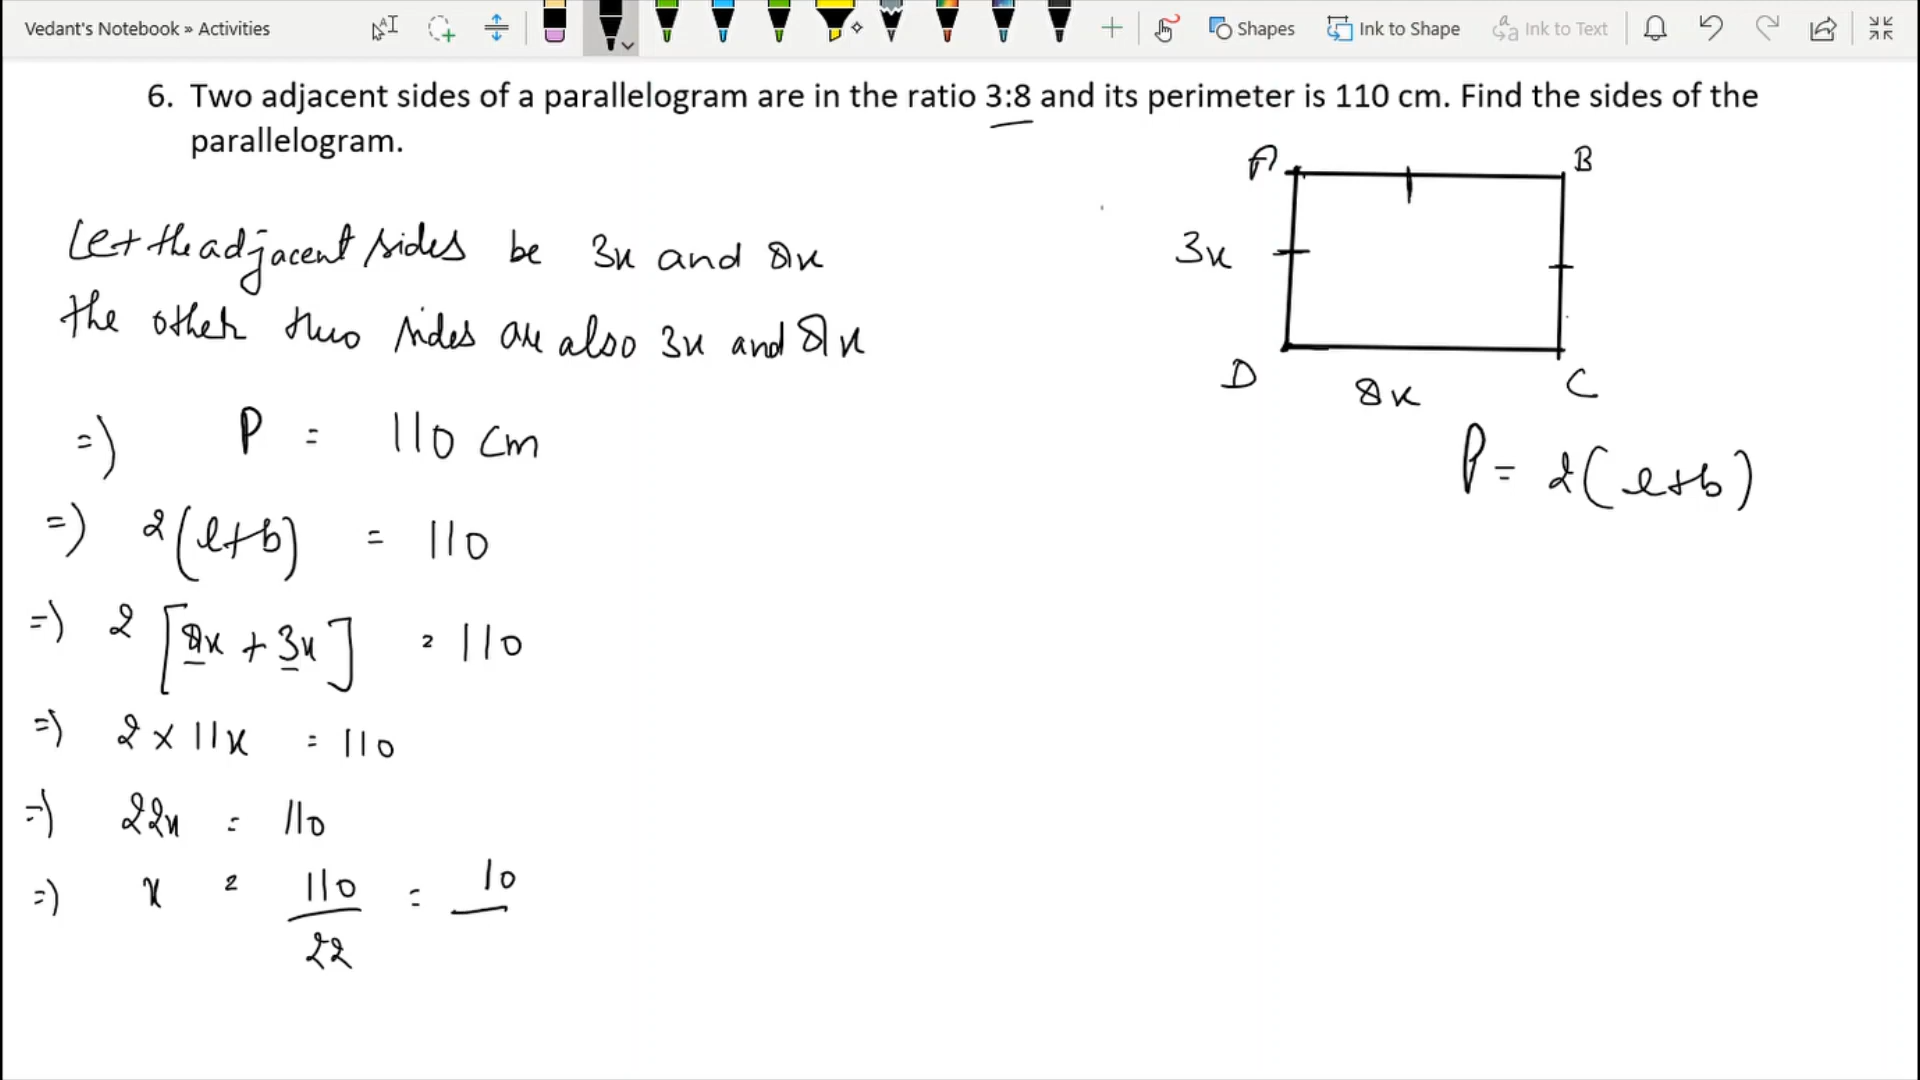 Vedant's Notebook » Activities
Shapes
Ink to Shape
Ink to Text
6. Two adjacent sides of a parallelogram are in the ratio 3:8 and its perimeter is 110 cm. Find the sides of the
parallelogram.
A B
3x
D C
8x
P = 2(l+b)
Let the adjacent sides be 3x and 8x
the other two sides are also 3x and 8x
=) P = 110 cm
=) 2(l+b) = 110
=) 2 [8x + 3x] = 110
=) 2 x 11x = 110
=) 22x = 110
=) x = 110/22 = 10